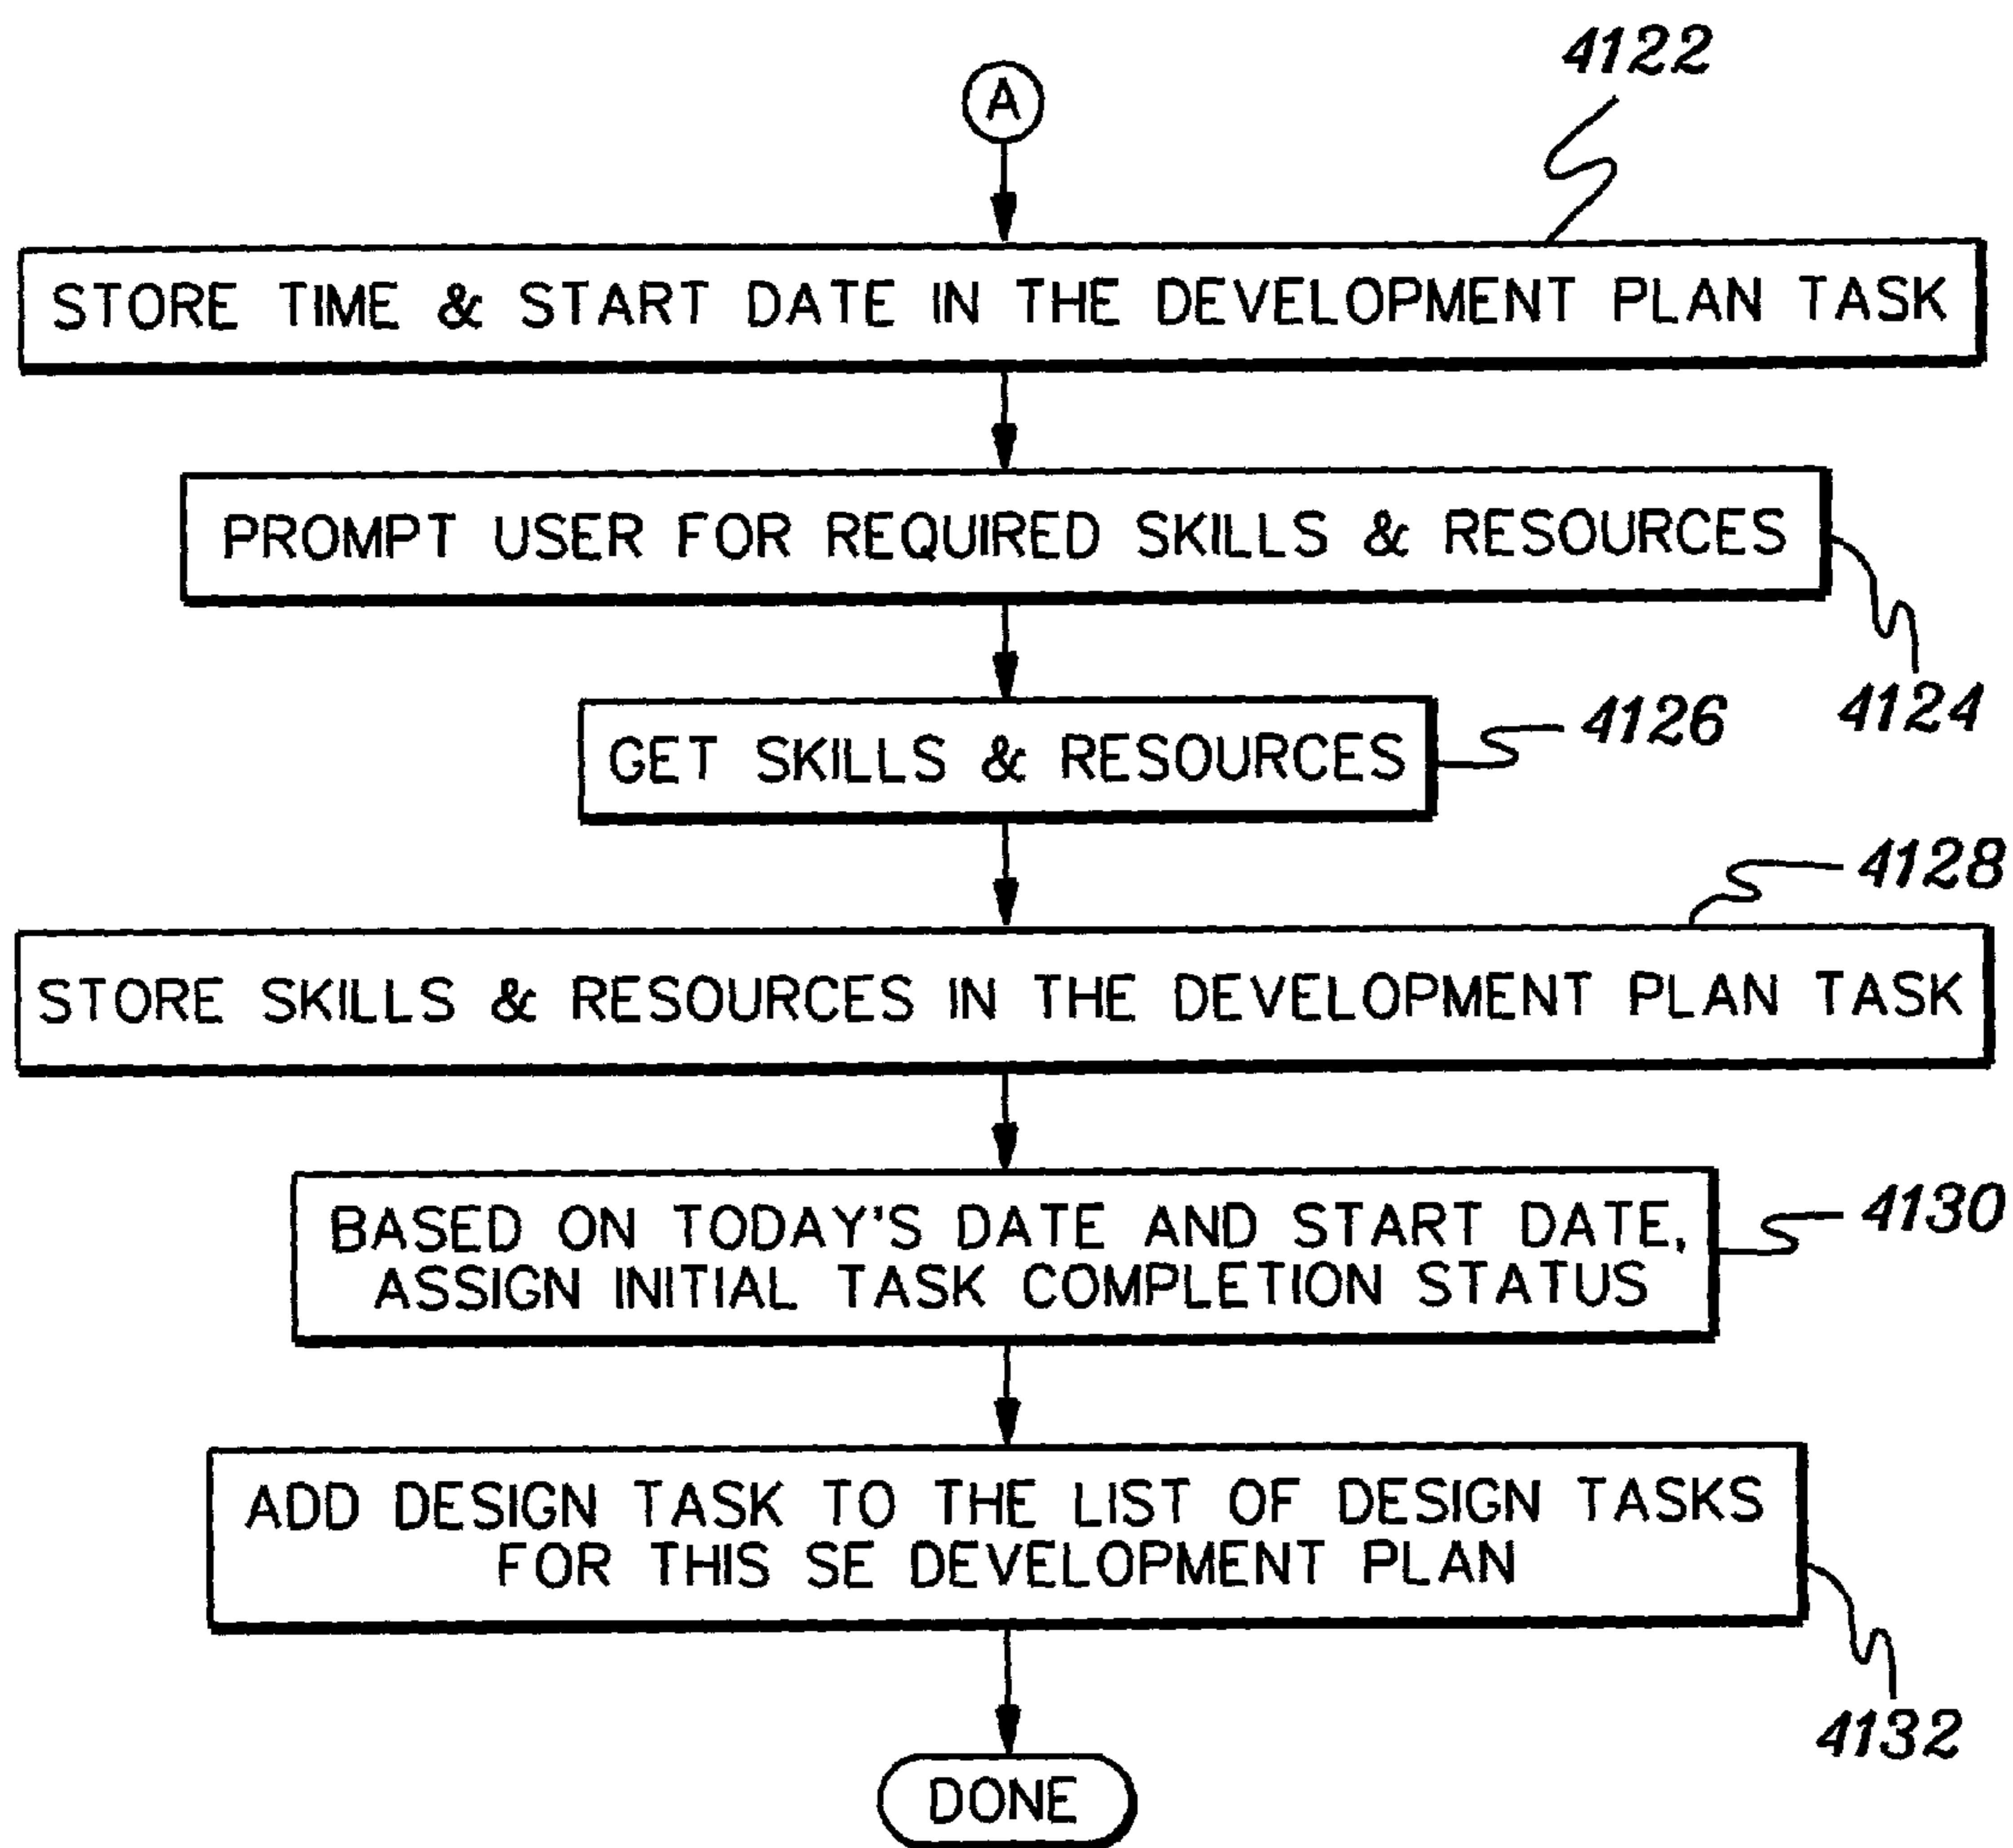 A
4122
STORE TIME & START DATE IN THE DEVELOPMENT PLAN TASK
PROMPT USER FOR REQUIRED SKILLS & RESOURCES
4124
GET SKILLS & RESOURCES
4126
4128
STORE SKILLS & RESOURCES IN THE DEVELOPMENT PLAN TASK
BASED ON TODAY'S DATE AND START DATE,
ASSIGN INITIAL TASK COMPLETION STATUS
4130
ADD DESIGN TASK TO THE LIST OF DESIGN TASKS
FOR THIS SE DEVELOPMENT PLAN
4132
DONE